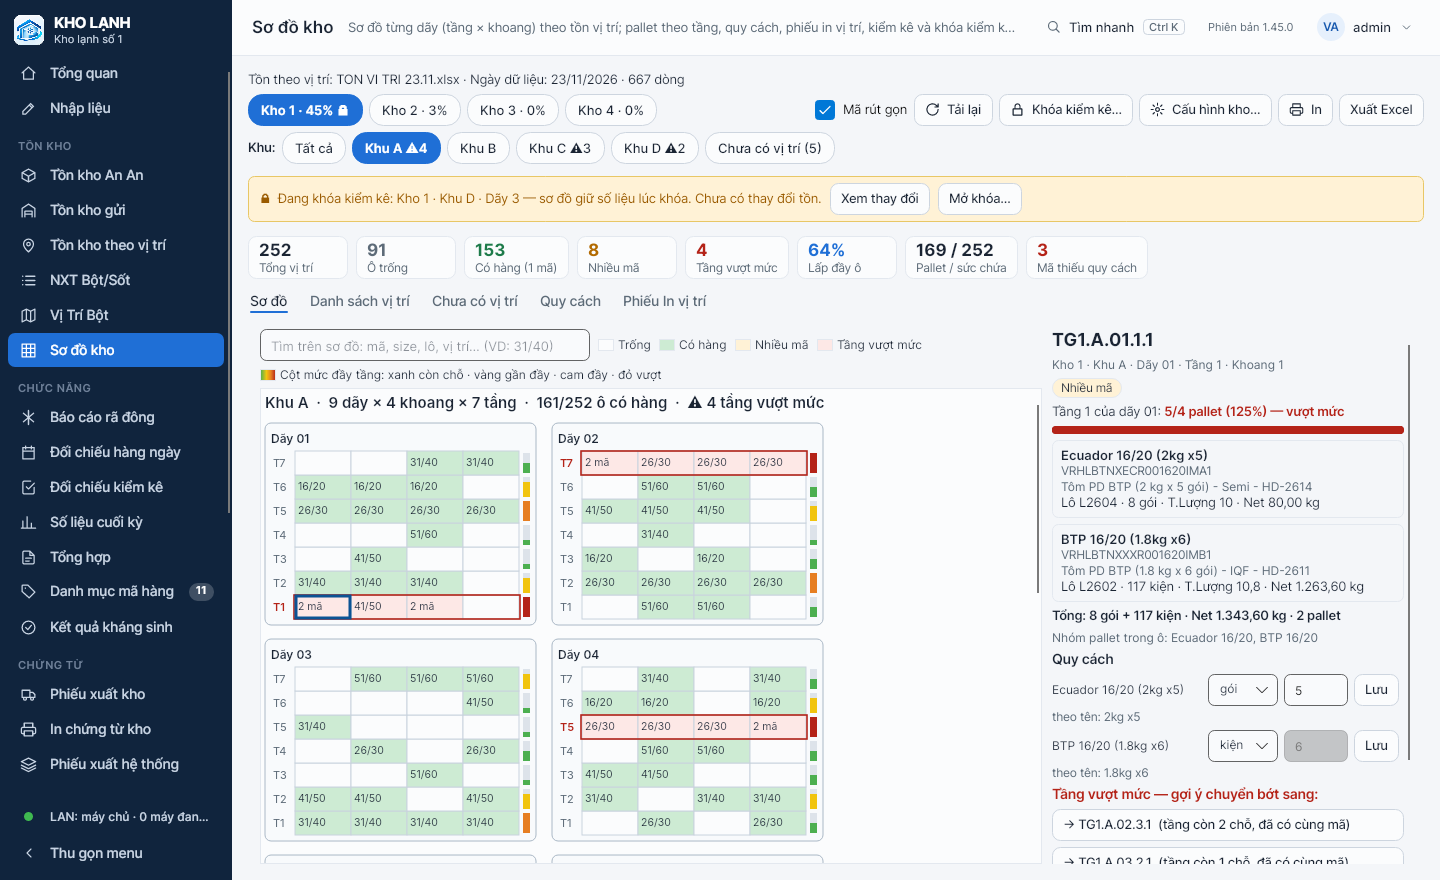 KHO LẠNH
Kho lạnh số 1
Tổng quan
Nhập liệu
TỒN KHO
Tồn kho An An
Tồn kho gửi
Tồn kho theo vị trí
NXT Bột/Sốt
Vị Trí Bột
Sơ đồ kho
CHỨC NĂNG
Báo cáo rã đông
Đối chiếu hàng ngày
Đối chiếu kiểm kê
Số liệu cuối kỳ
Tổng hợp
Danh mục mã hàng 11
Kết quả kháng sinh
CHỨNG TỪ
Phiếu xuất kho
In chứng từ kho
Phiếu xuất hệ thống
LAN: máy chủ · 0 máy đan...
Thu gọn menu
Sơ đồ kho Sơ đồ từng dãy (tầng × khoang) theo tồn vị trí; pallet theo tầng, quy cách, phiếu in vị trí, kiểm kê và khóa kiểm k... Tìm nhanh Ctrl K Phiên bản 1.45.0 VA admin
Tồn theo vị trí: TON VI TRI 23.11.xlsx · Ngày dữ liệu: 23/11/2026 · 667 dòng
Kho 1 · 45% Kho 2 · 3% Kho 3 · 0% Kho 4 · 0% Mã rút gọn Tải lại Khóa kiểm kê... Cấu hình kho... In Xuất Excel
Khu: Tất cả Khu A ⚠4 Khu B Khu C ⚠3 Khu D ⚠2 Chưa có vị trí (5)
Đang khóa kiểm kê: Kho 1 · Khu D · Dãy 3 — sơ đồ giữ số liệu lúc khóa. Chưa có thay đổi tồn. Xem thay đổi Mở khóa...
252 91 153 8 4 64% 169 / 252 3
Tổng vị trí Ô trống Có hàng (1 mã) Nhiều mã Tầng vượt mức Lấp đầy ô Pallet / sức chứa Mã thiếu quy cách
Sơ đồ Danh sách vị trí Chưa có vị trí Quy cách Phiếu In vị trí
Tìm trên sơ đồ: mã, size, lô, vị trí... (VD: 31/40) Trống Có hàng Nhiều mã Tầng vượt mức
Cột mức đầy tầng: xanh còn chỗ · vàng gần đầy · cam đầy · đỏ vượt
Khu A · 9 dãy × 4 khoang × 7 tầng · 161/252 ô có hàng · ⚠ 4 tầng vượt mức
Dãy 01
T7 31/40 31/40
T6 16/20 16/20 16/20
T5 26/30 26/30 26/30 26/30
T4 51/60
T3 41/50
T2 31/40 31/40 31/40
T1 2 mã 41/50 2 mã
Dãy 02
T7 2 mã 26/30 26/30 26/30
T6 51/60 51/60
T5 41/50 41/50 41/50
T4 31/40
T3 16/20 16/20
T2 26/30 26/30 26/30 26/30
T1 51/60 51/60
Dãy 03
T7 51/60 51/60 51/60
T6 41/50
T5 31/40
T4 26/30 26/30
T3 51/60
T2 41/50 41/50 41/50
T1 31/40 31/40 31/40 31/40
Dãy 04
T7 31/40 31/40
T6 16/20 16/20 16/20
T5 26/30 26/30 26/30 2 mã
T4 51/60 51/60
T3 41/50 41/50
T2 31/40 31/40 31/40
T1 26/30 26/30
TG1.A.01.1.1
Kho 1 · Khu A · Dãy 01 · Tầng 1 · Khoang 1
Nhiều mã
Tầng 1 của dãy 01: 5/4 pallet (125%) — vượt mức
Ecuador 16/20 (2kg x5)
VRHLBTNXECR001620IMA1
Tôm PD BTP (2 kg x 5 gói) - Semi - HD-2614
Lô L2604 · 8 gói · T.Lượng 10 · Net 80,00 kg
BTP 16/20 (1.8kg x6)
VRHLBTNXXXR001620IMB1
Tôm PD BTP (1.8 kg x 6 gói) - IQF - HD-2611
Lô L2602 · 117 kiện · T.Lượng 10,8 · Net 1.263,60 kg
Tổng: 8 gói + 117 kiện · Net 1.343,60 kg · 2 pallet
Nhóm pallet trong ô: Ecuador 16/20, BTP 16/20
Quy cách
Ecuador 16/20 (2kg x5) gói 5 Lưu
theo tên: 2kg x5
BTP 16/20 (1.8kg x6) kiện 6 Lưu
theo tên: 1.8kg x6
Tầng vượt mức — gợi ý chuyển bớt sang:
→ TG1.A.02.3.1 (tầng còn 2 chỗ, đã có cùng mã)
→ TG1.A.03.2.1 (tầng còn 1 chỗ, đã có cùng mã)